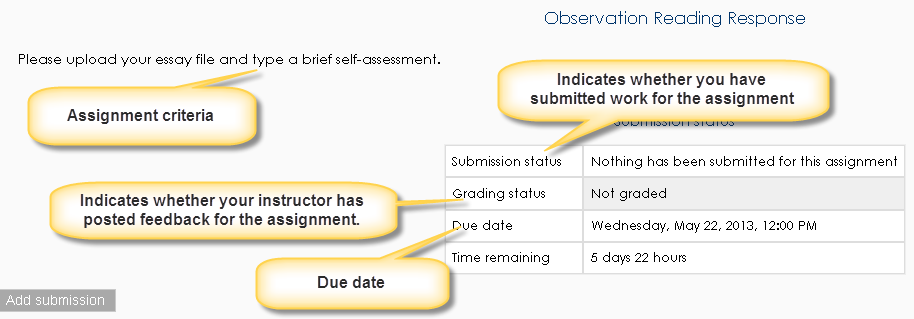 Observation Reading Response
Please upload your essay file and type a brief self-assessment.
Assignment criteria
Indicates whether you have
submitted work for the assignment
Submission status
Submission status Nothing has been submitted for this assignment
Indicates whether your instructor has
posted feedback for the assignment.
Grading status Not graded
Due date Wednesday, May 22, 2013, 12:00 PM
Time remaining 5 days 22 hours
Due date
Add submission